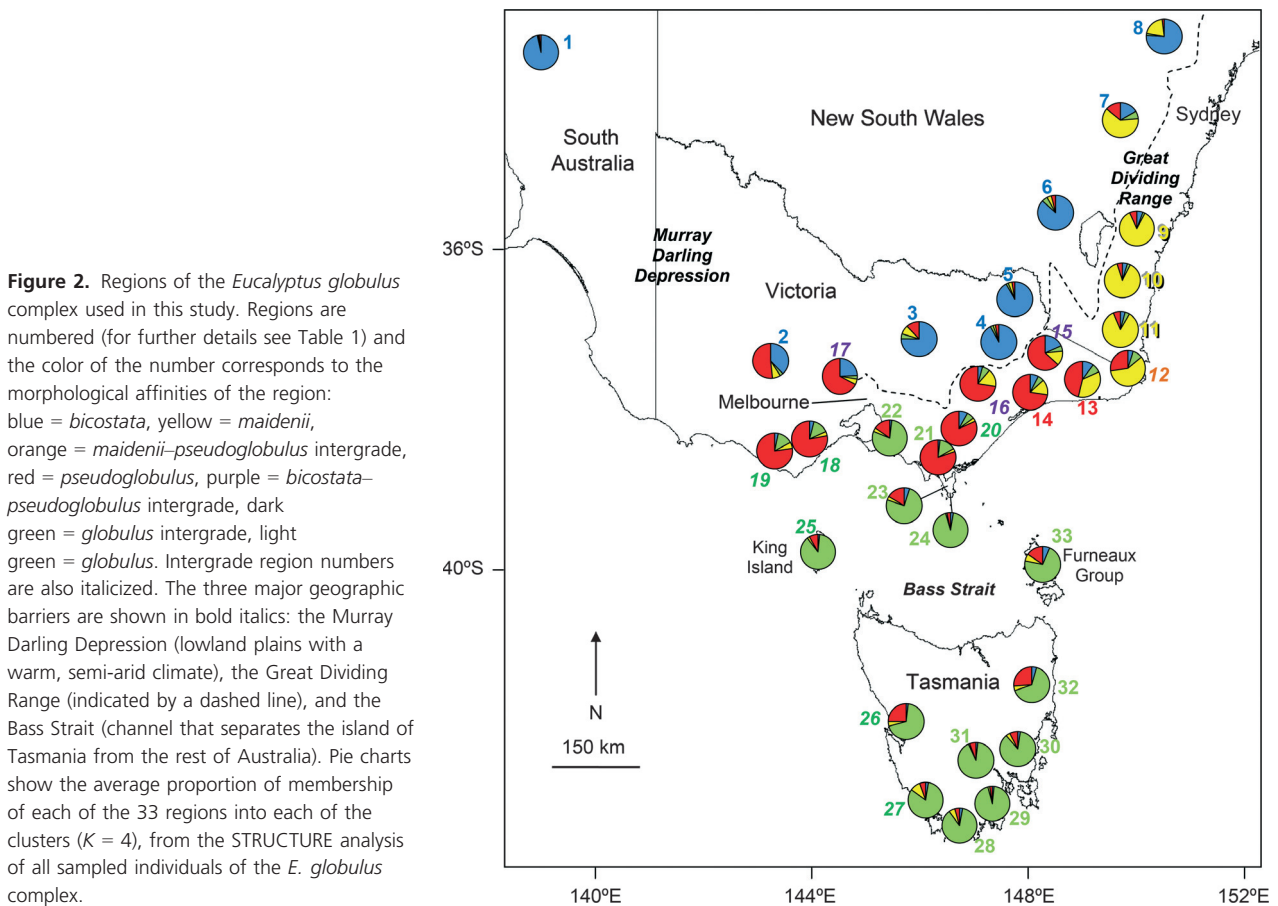 Figure 2. Regions of the Eucalyptus globulus
complex used in this study. Regions are
numbered (for further details see Table 1) and
the color of the number corresponds to the
morphological affinities of the region:
blue = bicostata, yellow = maidenii,
orange = maidenii–pseudoglobulus intergrade,
red = pseudoglobulus, purple = bicostata–
pseudoglobulus intergrade, dark
green = globulus intergrade, light
green = globulus. Intergrade region numbers
are also italicized. The three major geographic
barriers are shown in bold italics: the Murray
Darling Depression (lowland plains with a
warm, semi-arid climate), the Great Dividing
Range (indicated by a dashed line), and the
Bass Strait (channel that separates the island of
Tasmania from the rest of Australia). Pie charts
show the average proportion of membership
of each of the 33 regions into each of the
clusters (K = 4), from the STRUCTURE analysis
of all sampled individuals of the E. globulus
complex.
8
1
7
New South Wales
Sydney
South
Australia
Great
Dividing
Range
6
9
36ºS
Murray
Darling
Depression
10
Victoria
5
3
4
11
15
2
17
12
Melbourne
16
14
13
22
21
20
19
18
23
24
25
King
Island
33
Furneaux
Group
40ºS
Bass Strait
N
150 km
Tasmania
32
26
31
30
27
29
28
140ºE
144ºE
148ºE
152ºE